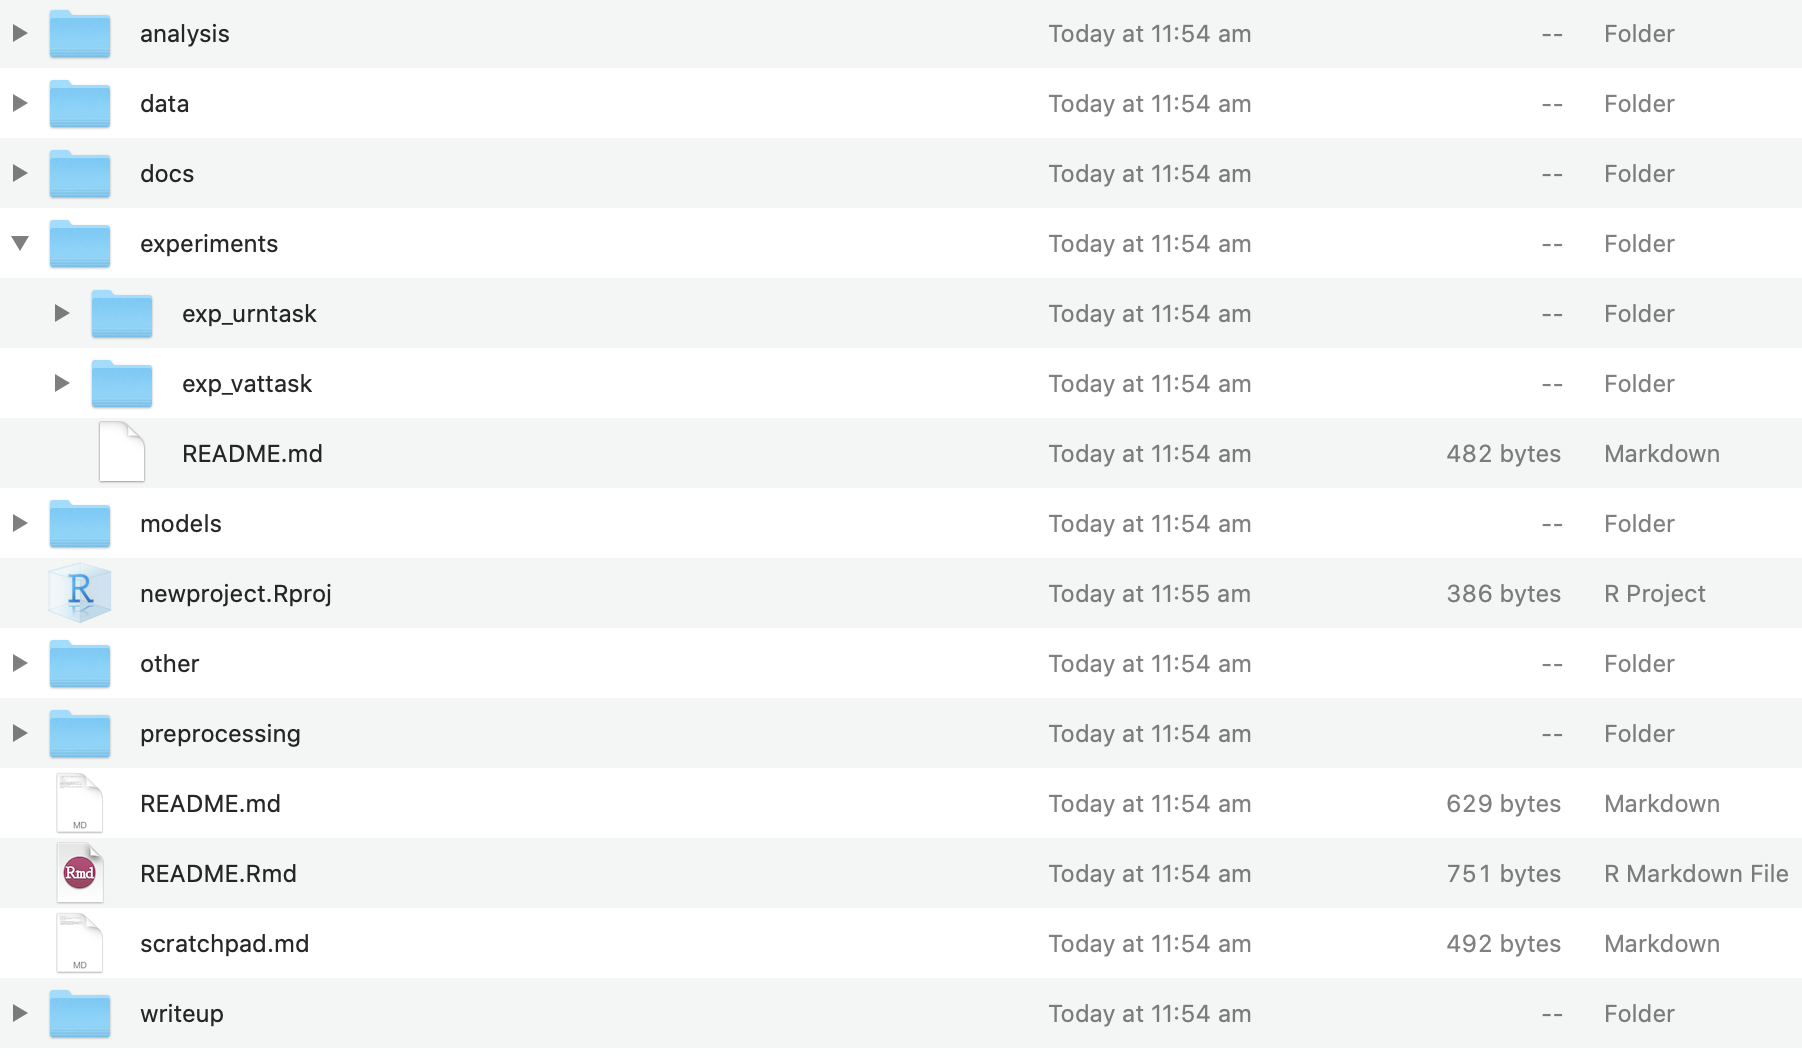 analysis Today at 11:54 am -- Folder
data Today at 11:54 am -- Folder
docs Today at 11:54 am -- Folder
experiments Today at 11:54 am -- Folder
exp_urntask Today at 11:54 am -- Folder
exp_vattask Today at 11:54 am -- Folder
README.md Today at 11:54 am 482 bytes Markdown
models Today at 11:54 am -- Folder
R newproject.Rproj Today at 11:55 am 386 bytes R Project
other Today at 11:54 am -- Folder
preprocessing Today at 11:54 am -- Folder
MD README.md Today at 11:54 am 629 bytes Markdown
Rmd README.Rmd Today at 11:54 am 751 bytes R Markdown File
MD scratchpad.md Today at 11:54 am 492 bytes Markdown
writeup Today at 11:54 am -- Folder